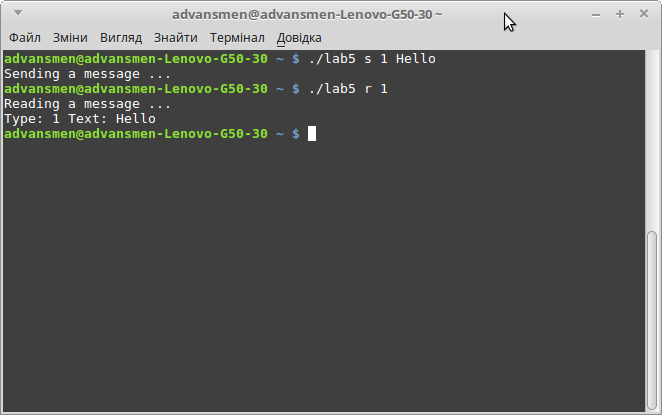 advansmen@advansmen-Lenovo-G50-30 ~
Файл Зміни Вигляд Знайти Термінал Довідка
advansmen@advansmen-Lenovo-G50-30 ~ $ ./lab5 s 1 Hello
Sending a message ...
advansmen@advansmen-Lenovo-G50-30 ~ $ ./lab5 r 1
Reading a message ...
Type: 1 Text: Hello
advansmen@advansmen-Lenovo-G50-30 ~ $